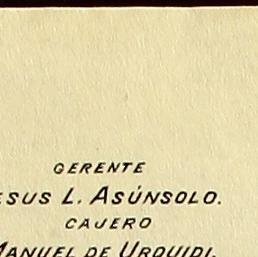 GERENTE
ESUS L. ASÚNSOLO.
CAJERO
MANUEL DE URQUIDI.